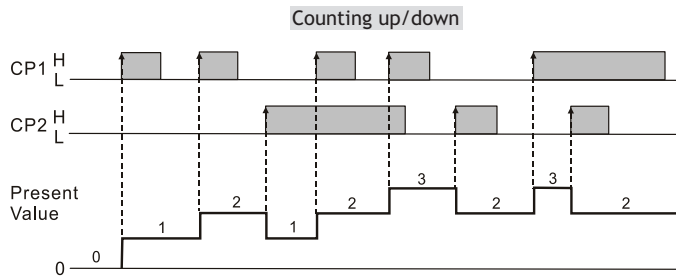 Counting up/down
CP1 H
L
CP2 H
L
Present
Value
0
0
1
2
1
2
3
2
3
2